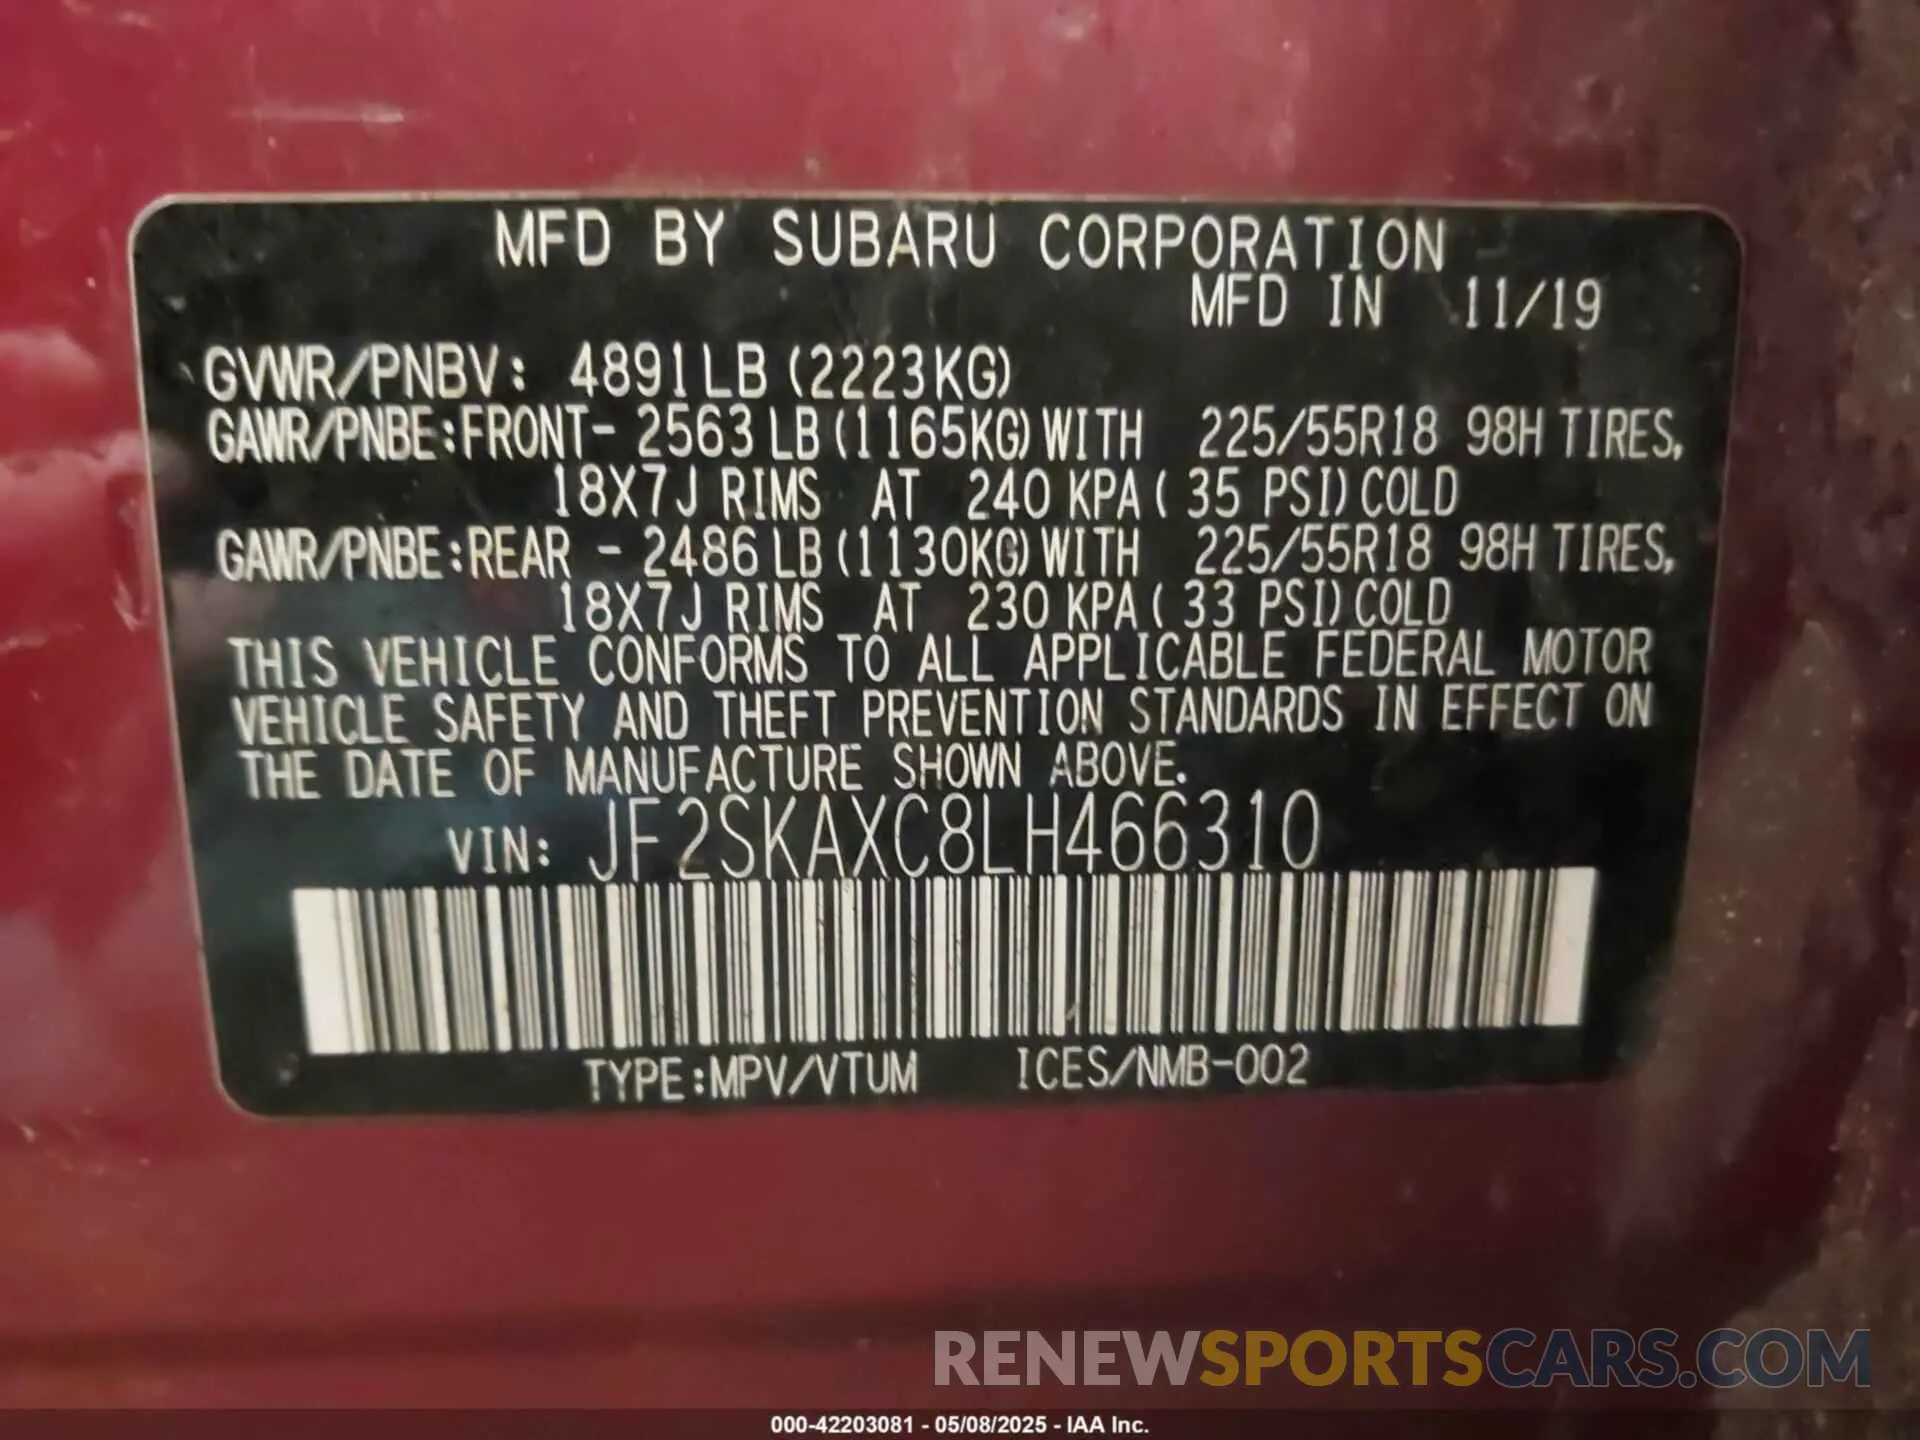 MFD BY SUBARU CORPORATION
MFD IN 11/19
GVWR/PNBV: 4891LB (2223KG)
GAWR/PNBE:FRONT- 2563 LB (1165KG) WITH 225/55R18 98H TIRES,
18X7J RIMS AT 240 KPA ( 35 PSI) COLD
GAWR/PNBE:REAR - 2486 LB (1130KG) WITH 225/55R18 98H TIRES,
18X7J RIMS AT 230 KPA ( 33 PSI) COLD
THIS VEHICLE CONFORMS TO ALL APPLICABLE FEDERAL MOTOR
VEHICLE SAFETY AND THEFT PREVENTION STANDARDS IN EFFECT ON
THE DATE OF MANUFACTURE SHOWN ABOVE.
VIN: JF2SKAXC8LH466310
TYPE:MPV/VTUM ICES/NMB-002
RENEWSPORTSCARS.COM
000-42203081 - 05/08/2025 - IAA Inc.